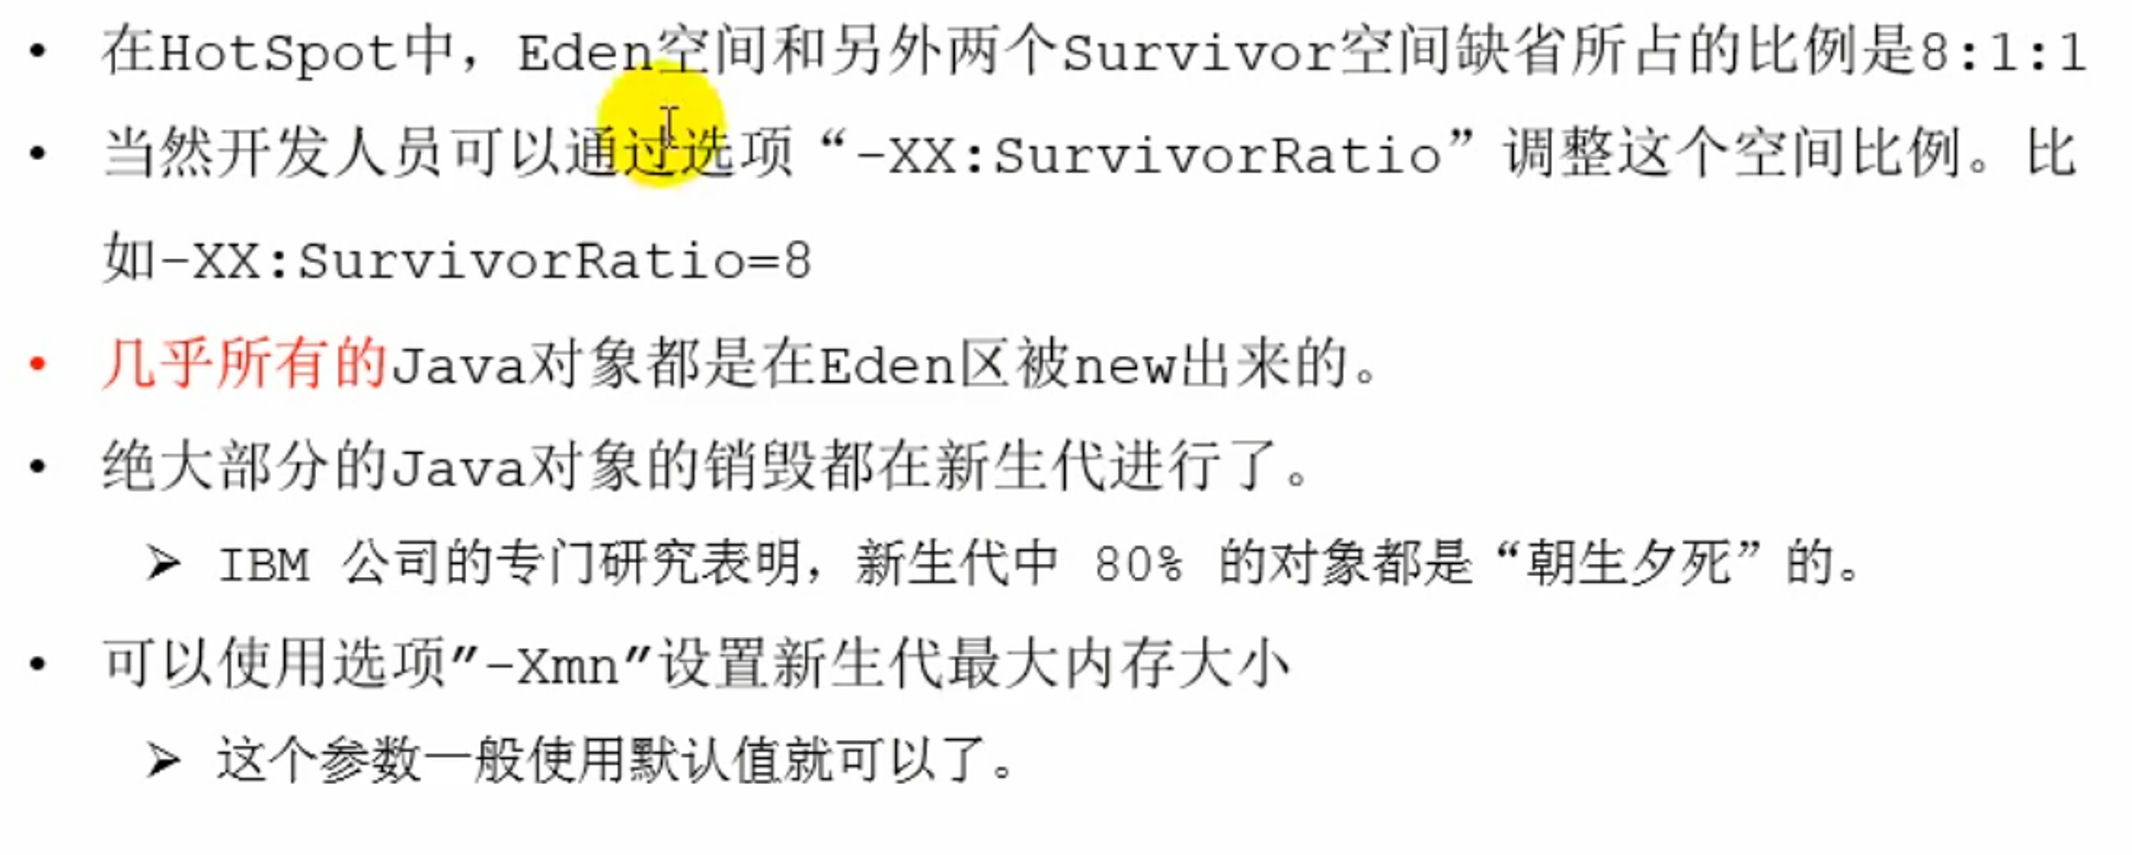 • 在HotSpot中，Eden空间和另外两个Survivor空间缺省所占的比例是8:1:1
• 当然开发人员可以通过选项“-XX:SurvivorRatio”调整这个空间比例。比
如-XX:SurvivorRatio=8
• 几乎所有的Java对象都是在Eden区被new出来的。
• 绝大部分的Java对象的销毁都在新生代进行了。
➢ IBM 公司的专门研究表明，新生代中 80% 的对象都是“朝生夕死”的。
• 可以使用选项"-Xmn"设置新生代最大内存大小
➢ 这个参数一般使用默认值就可以了。